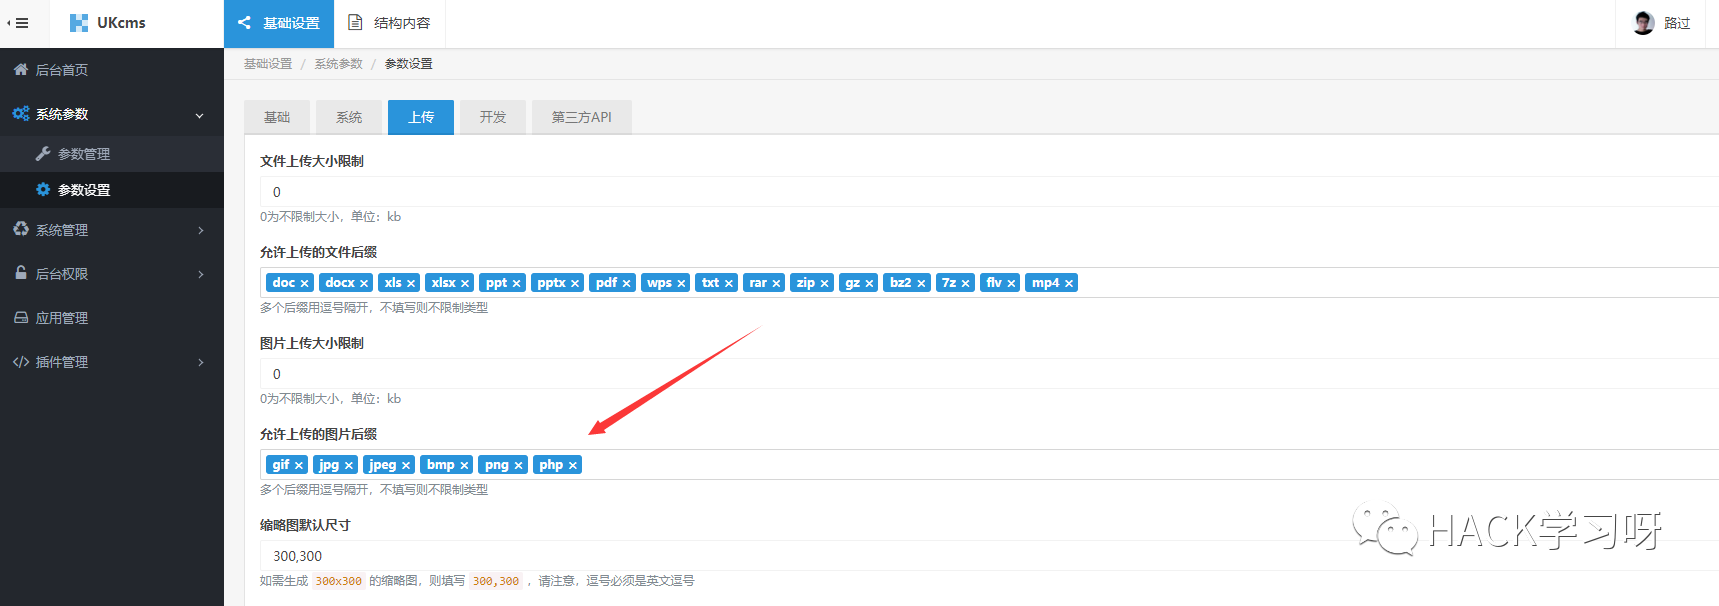 UKcms
基础设置
结构内容
路过
后台首页
系统参数
参数管理
参数设置
系统管理
后台权限
应用管理
插件管理
基础设置 / 系统参数 / 参数设置
基础
系统
上传
开发
第三方API
文件上传大小限制
0
0为不限制大小，单位：kb
允许上传的文件后缀
doc × docx × xls × xlsx × ppt × pptx × pdf × wps × txt × rar × zip × gz × bz2 × 7z × flv × mp4 ×
多个后缀用逗号隔开，不填写则不限制类型
图片上传大小限制
0
0为不限制大小，单位：kb
允许上传的图片后缀
gif × jpg × jpeg × bmp × png × php ×
多个后缀用逗号隔开，不填写则不限制类型
缩略图默认尺寸
300,300
如需生成 300x300 的缩略图，则填写 300,300 ，请注意，逗号必须是英文逗号
HACK学习呀